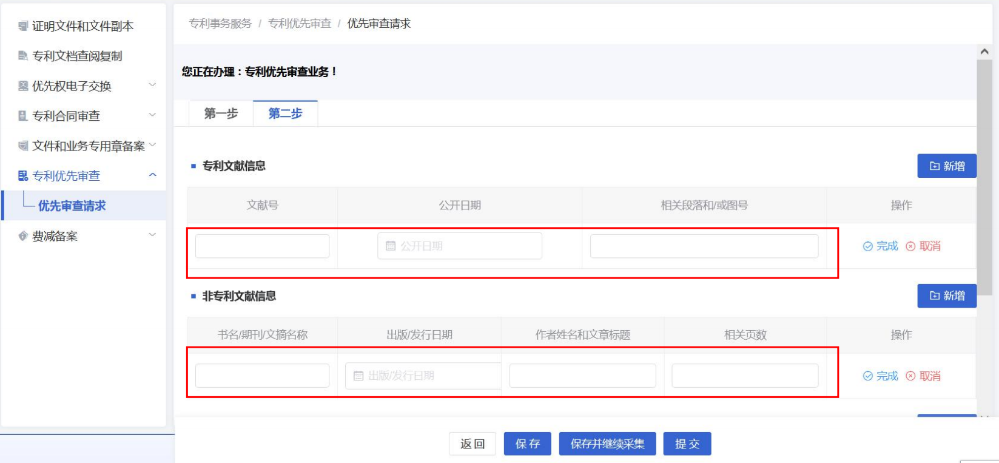 证明文件和文件副本
专利文档查阅复制
优先权电子交换
专利合同审查
文件和业务专用章备案
专利优先审查
优先审查请求
费减备案
专利事务服务 / 专利优先审查 / 优先审查请求
您正在办理：专利优先审查业务！
第一步 第二步
专利文献信息 新增
文献号 公开日期 相关段落和/或图号 操作
公开日期 完成 取消
非专利文献信息 新增
书名/期刊/文摘名称 出版/发行日期 作者姓名和文章标题 相关页数 操作
出版/发行日期 完成 取消
返回 保存 保存并继续采集 提交